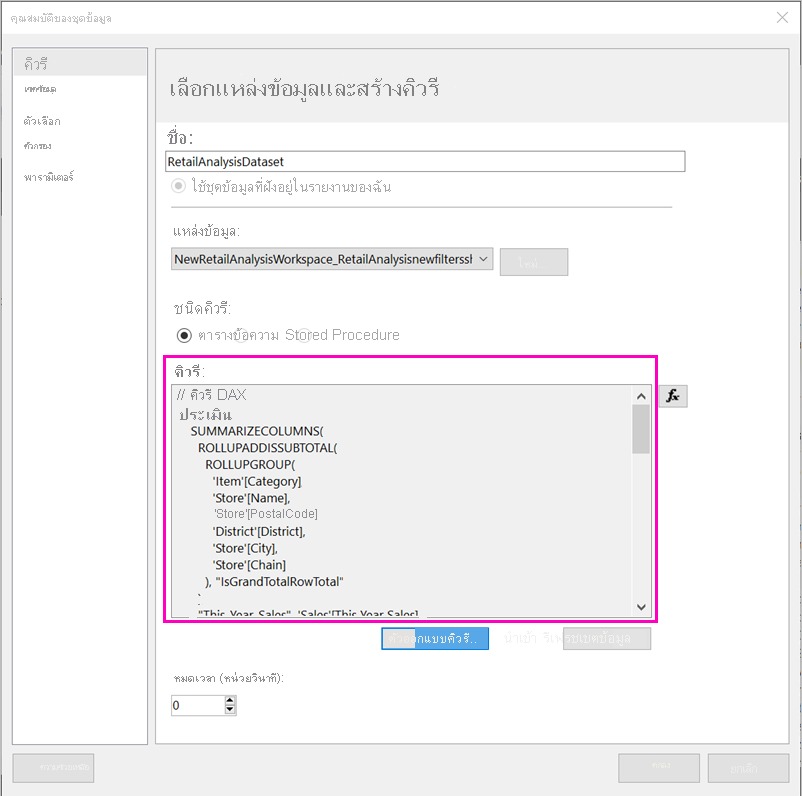 คุณสมบัติของชุดข้อมูล
คิวรี
เขตข้อมูล
ตัวเลือก
ตัวกรอง
พารามิเตอร์
เลือกแหล่งข้อมูลและสร้างคิวรี
ชื่อ:
RetailAnalysisDataset
ใช้ชุดข้อมูลที่ฝังอยู่ในรายงานของฉัน
แหล่งข้อมูล:
NewRetailAnalysisWorkspace_RetailAnalysisnewfilterssh
ใหม่...
ชนิดคิวรี:
ตารางข้อความ Stored Procedure
คิวรี:
fx
// คิวรี DAX
ประเมิน
SUMMARIZECOLUMNS(
ROLLUPADDISSUBTOTAL(
ROLLUPGROUP(
'Item'[Category]
'Store'[Name],
'Store'[PostalCode]
'District'[District],
'Store'[City],
'Store'[Chain]
), "IsGrandTotalRowTotal"
"This Year Sales", 'Sales'[This Year Sales]
ตัวออกแบบคิวรี...
นำเข้า รีเฟรชเขตข้อมูล
หมดเวลา (หน่วยวินาที):
0
ความช่วยเหลือ
ตกลง
ยกเลิก